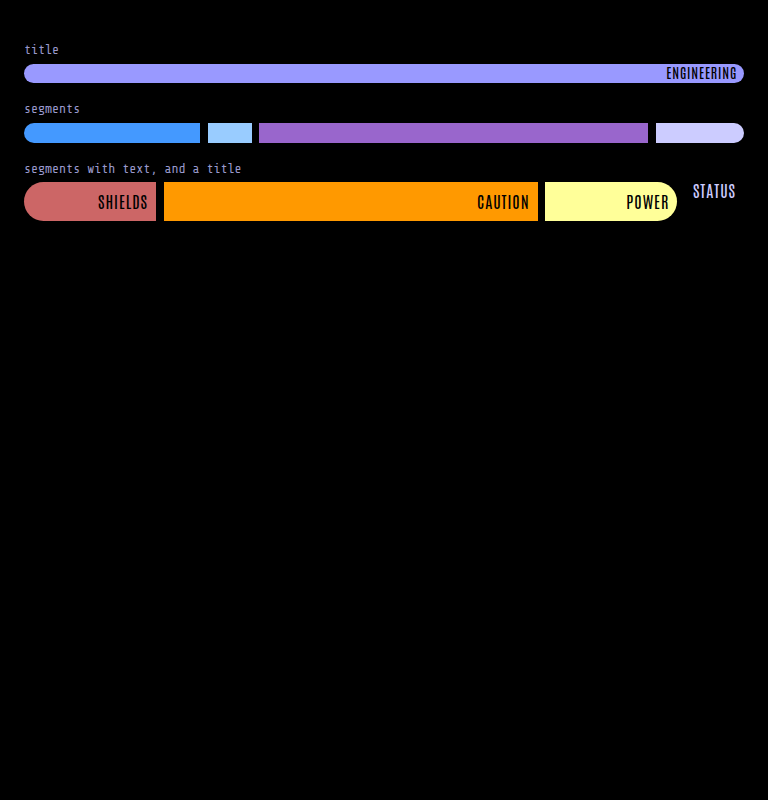 title
ENGINEERING
segments
segments with text, and a title
SHIELDS CAUTION POWER STATUS